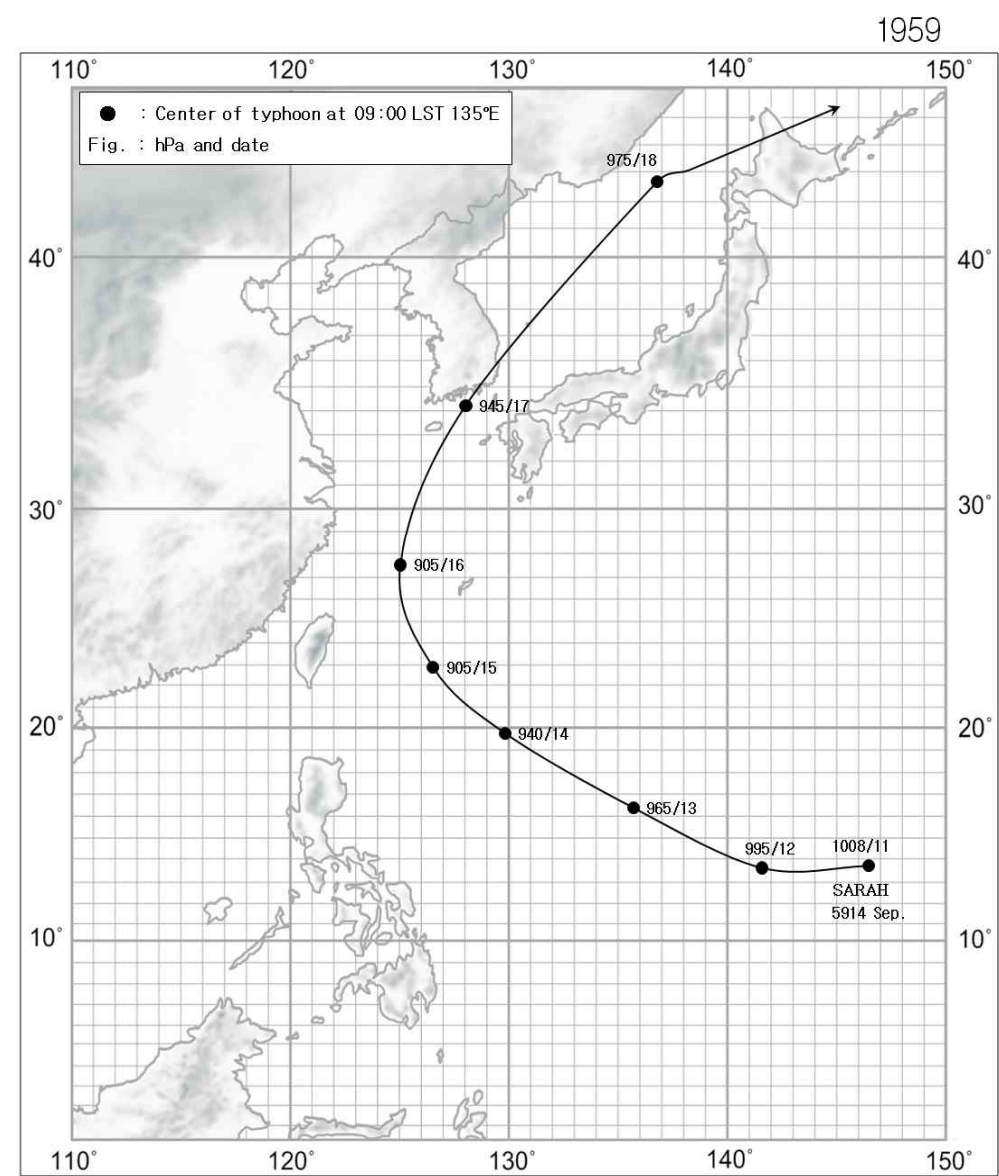 1959
110° 120° 130° 140° 150°
● : Center of typhoon at 09:00 LST 135°E
Fig. : hPa and date
975/18
40° 40°
945/17
30° 30°
905/16
905/15
20° 20°
940/14
965/13
995/12 1008/11
SARAH
5914 Sep.
10° 10°
110° 120° 130° 140° 150°